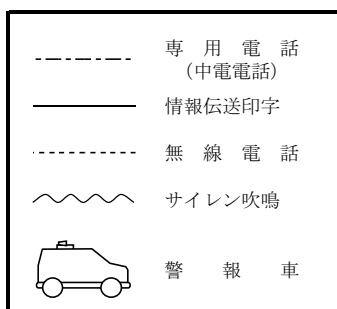 専用電話
(中電電話)
情報伝送印字
無線電話
サイレン吹鳴
警報車